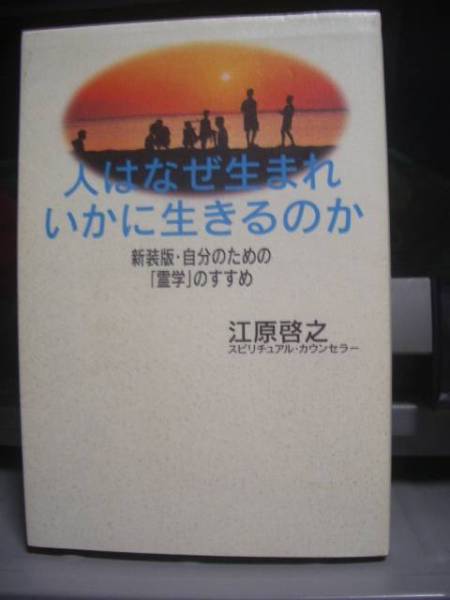 人はなぜ生まれ
いかに生きるのか
新装版・自分のための
「霊学」のすすめ
江原啓之
スピリチュアル・カウンセラー